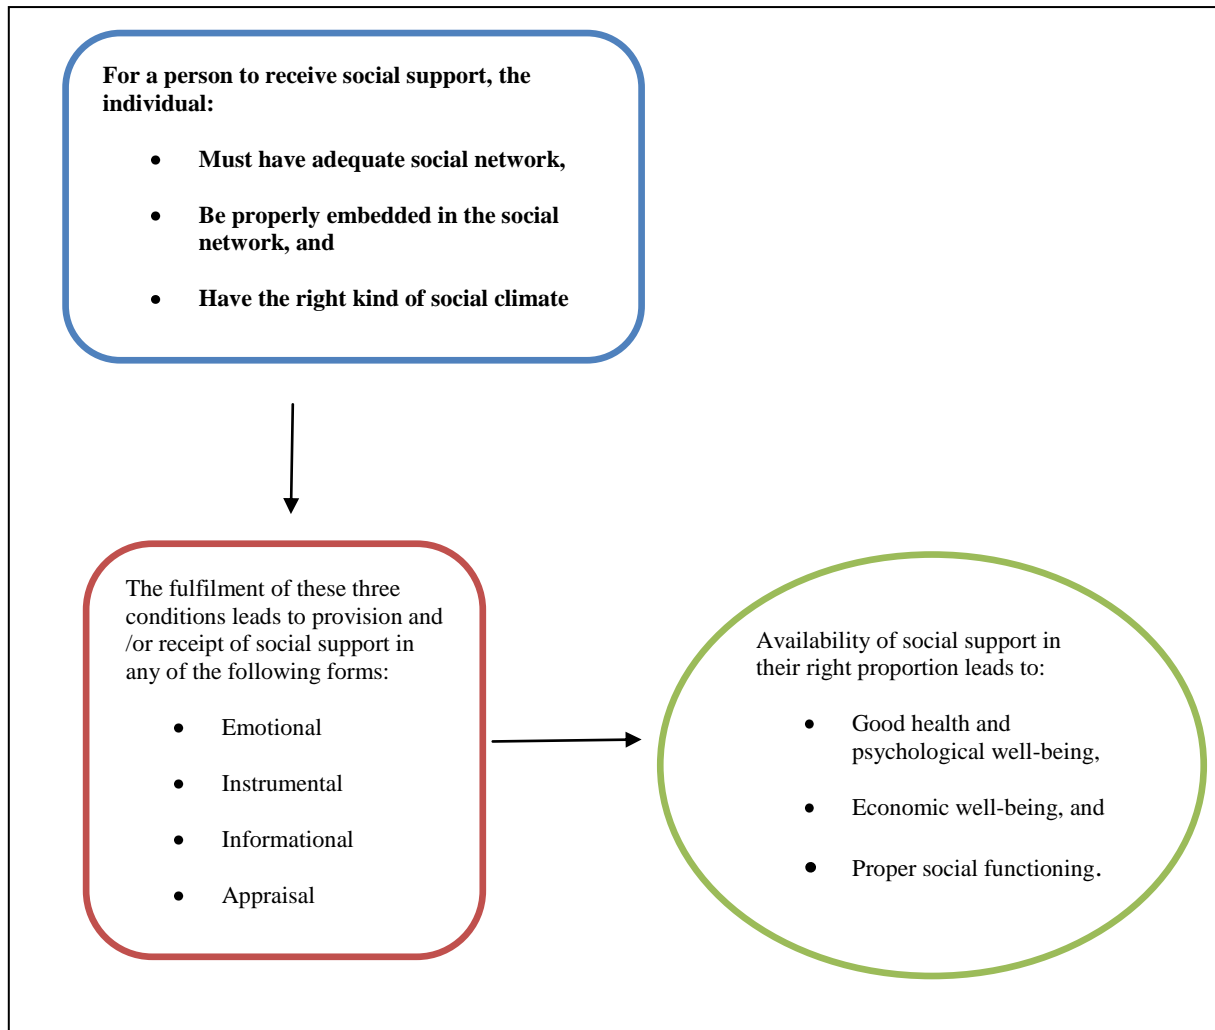 For a person to receive social support, the
individual:
• Must have adequate social network,
• Be properly embedded in the social
network, and
• Have the right kind of social climate
The fulfilment of these three
conditions leads to provision and
/or receipt of social support in
any of the following forms:
• Emotional
• Instrumental
• Informational
• Appraisal
Availability of social support in
their right proportion leads to:
• Good health and
psychological well-being,
• Economic well-being, and
• Proper social functioning.